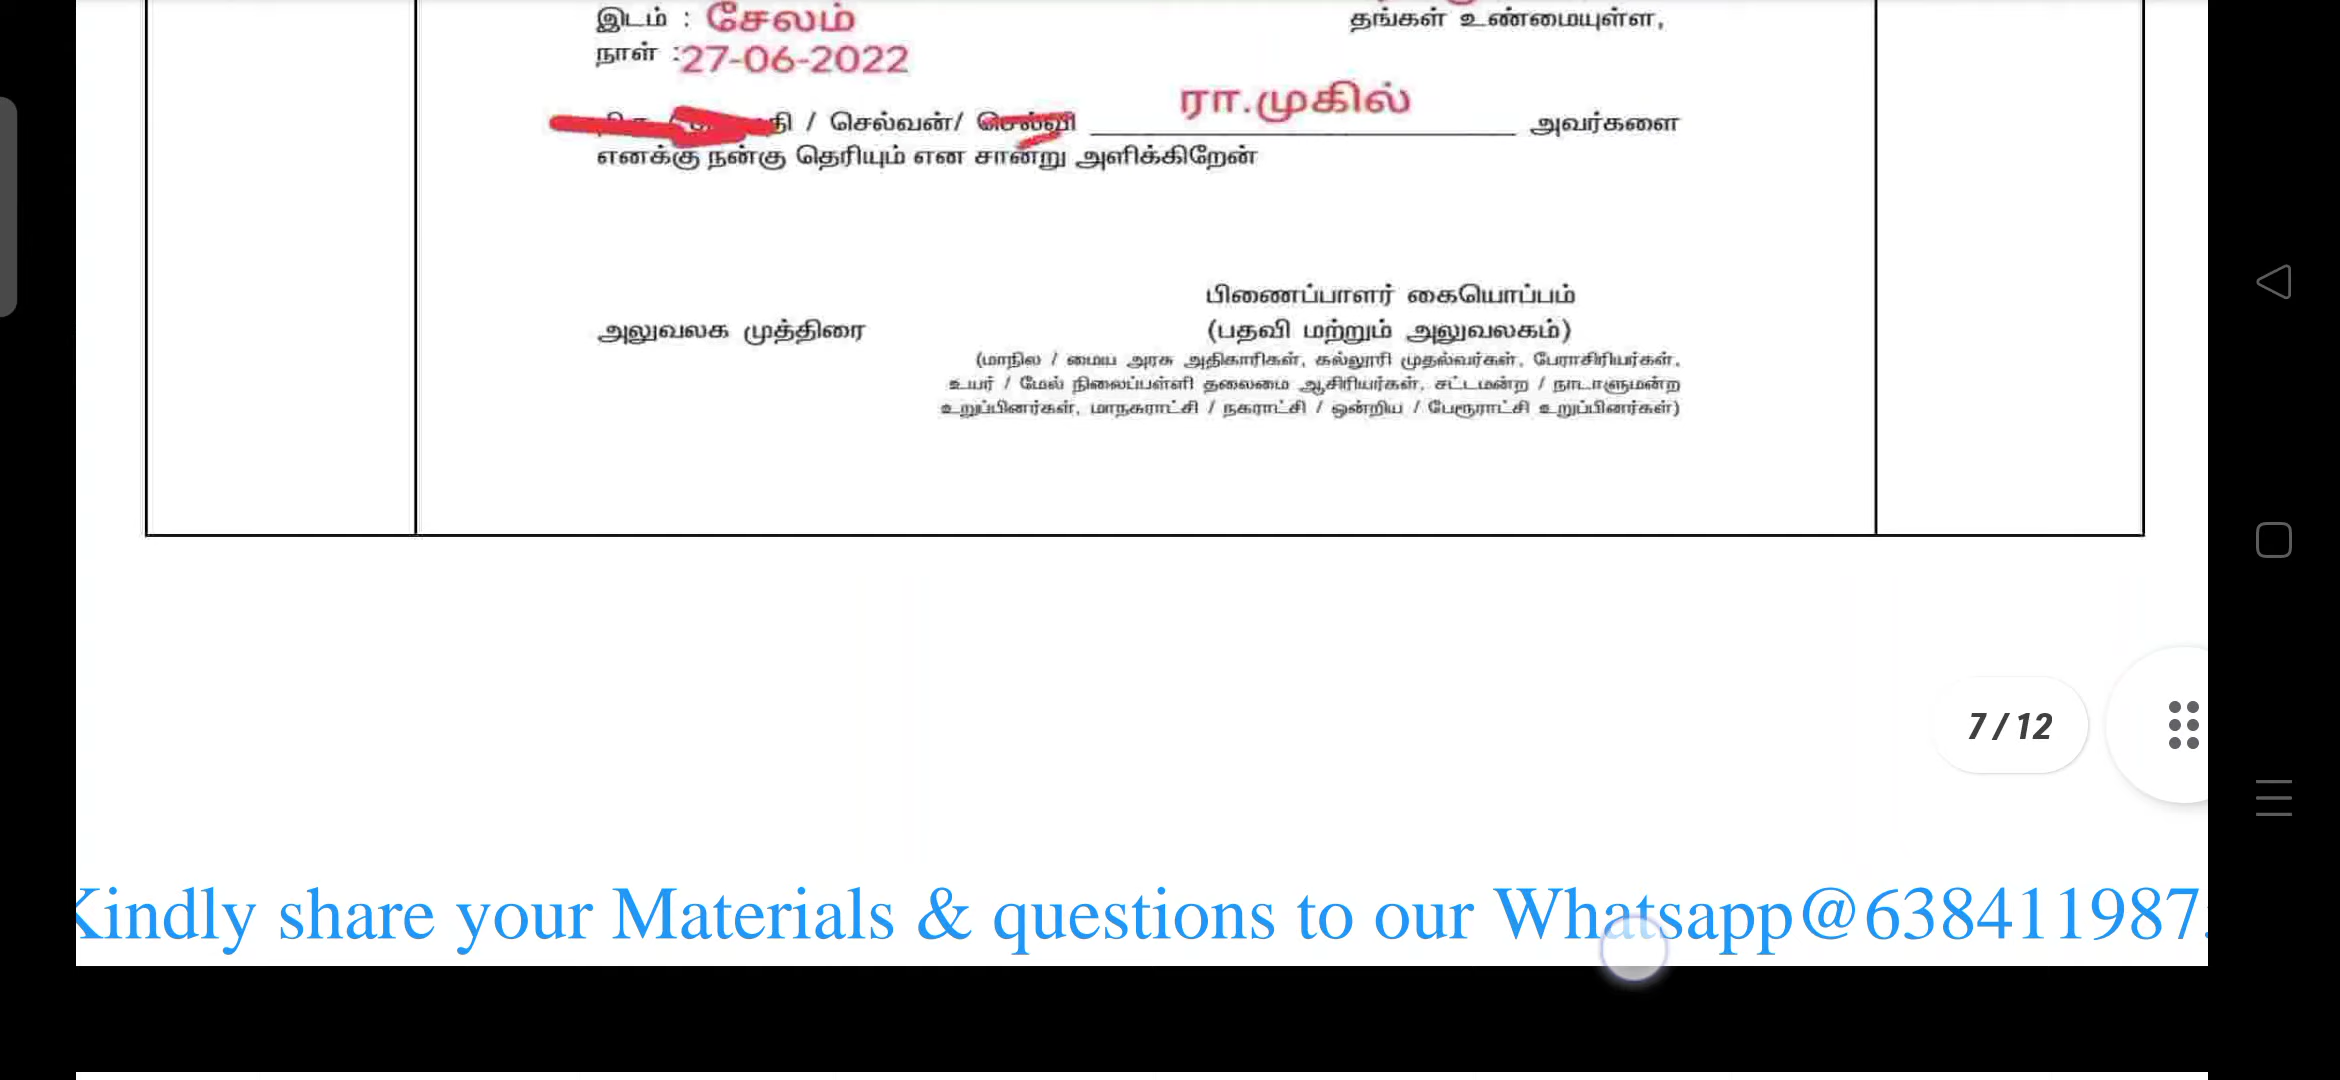 இடம் : சேலம்
தங்கள் உண்மையுள்ள,
நாள் :27-06-2022
/ செல்வன்/ செல்வி ரா.முகில் அவர்களை
எனக்கு நன்கு தெரியும் என சான்று அளிக்கிறேன்
பிணைப்பாளர் கையொப்பம்
அலுவலக முத்திரை (பதவி மற்றும் அலுவலகம்)
(மாநில / மைய அரசு அதிகாரிகள், கல்லூரி முதல்வர்கள், பேராசிரியர்கள்,
உயர் / மேல் நிலைப்பள்ளி தலைமை ஆசிரியர்கள், சட்டமன்ற / நாடாளுமன்ற
உறுப்பினர்கள், மாநகராட்சி / நகராட்சி / ஒன்றிய / பேரூராட்சி உறுப்பினர்கள்)
7 / 12
Kindly share your Materials & questions to our Whatsapp@638411987